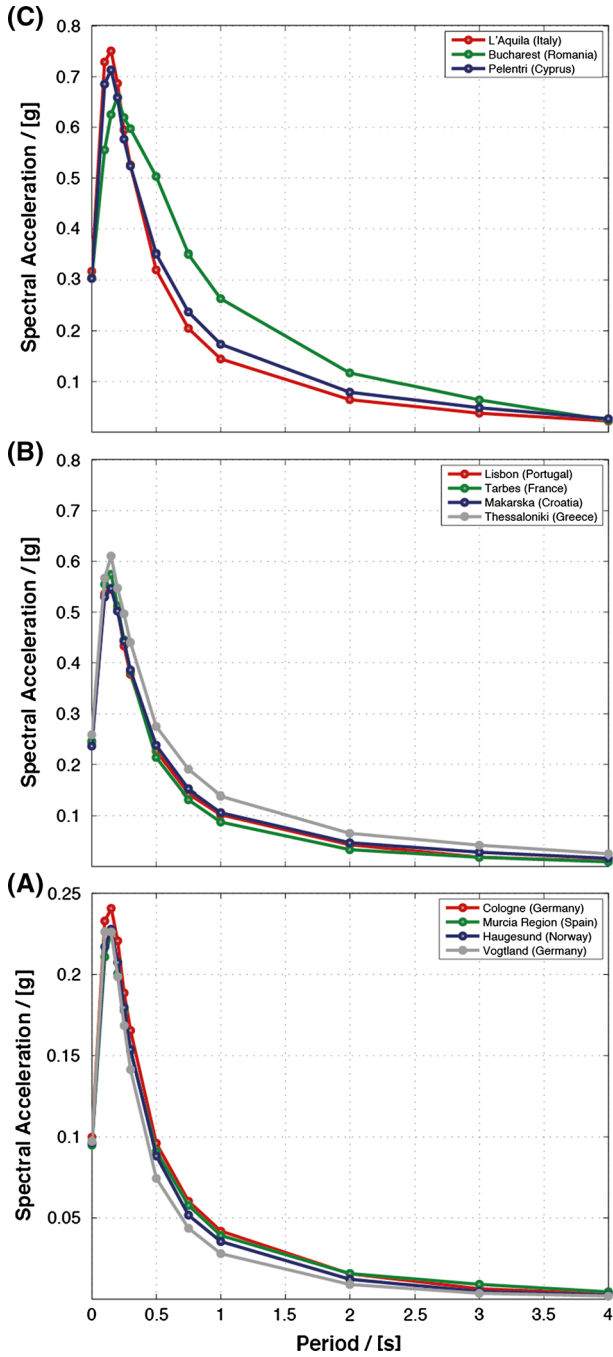 (C)
0.8
0.7
0.6
0.5
0.4
0.3
0.2
0.1
Spectral Acceleration / [g]
L'Aquila (Italy)
Bucharest (Romania)
Pelentri (Cyprus)
(B)
0.8
0.7
0.6
0.5
0.4
0.3
0.2
0.1
Spectral Acceleration / [g]
Lisbon (Portugal)
Tarbes (France)
Makarska (Croatia)
Thessaloniki (Greece)
(A)
0.25
0.2
0.15
0.1
0.05
Spectral Acceleration / [g]
Cologne (Germany)
Murcia Region (Spain)
Haugesund (Norway)
Vogtland (Germany)
0 0.5 1 1.5 2 2.5 3 3.5 4
Period / [s]